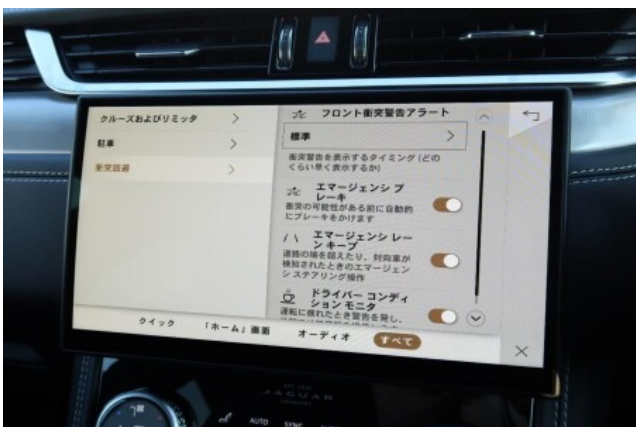 クルーズおよびリミッタ
駐車
衝突回避
フロント衝突警告アラート
標準
衝突警告を表示するタイミング (どの
くらい早く表示するか)
エマージェンシ ブ
レーキ
衝突の可能性がある前に自動的
にブレーキをかけます
エマージェンシ レー
ン キープ
道路の端を超えたり、対向車が
検知されたときのエマージェン
シ ステアリング操作
ドライバー コンディ
ション モニタ
運転に疲れたとき警告を発し、
クイック
「ホーム」画面
オーディオ
すべて
JAGUAR
AUTO
SYNC